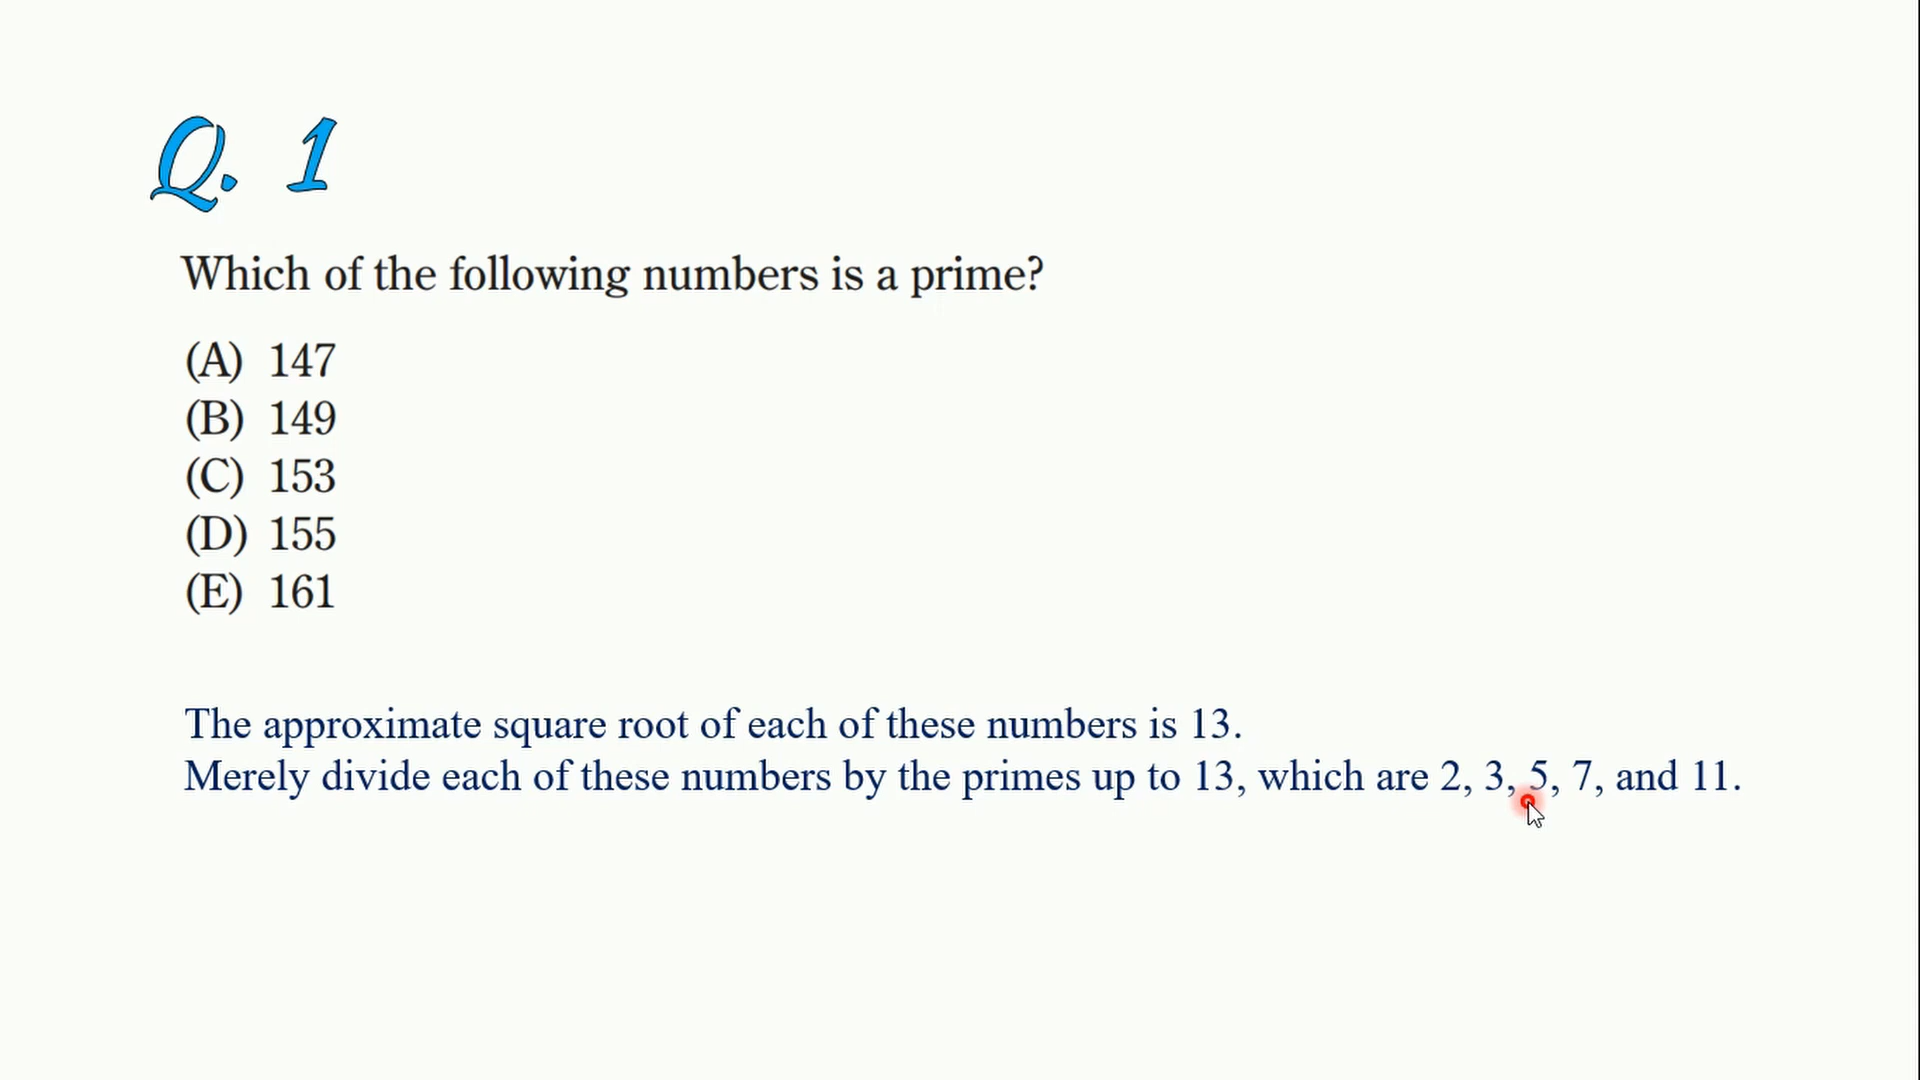 Q. 1
Which of the following numbers is a prime?
(A) 147
(B) 149
(C) 153
(D) 155
(E) 161
The approximate square root of each of these numbers is 13.
Merely divide each of these numbers by the primes up to 13, which are 2, 3, 5, 7, and 11.